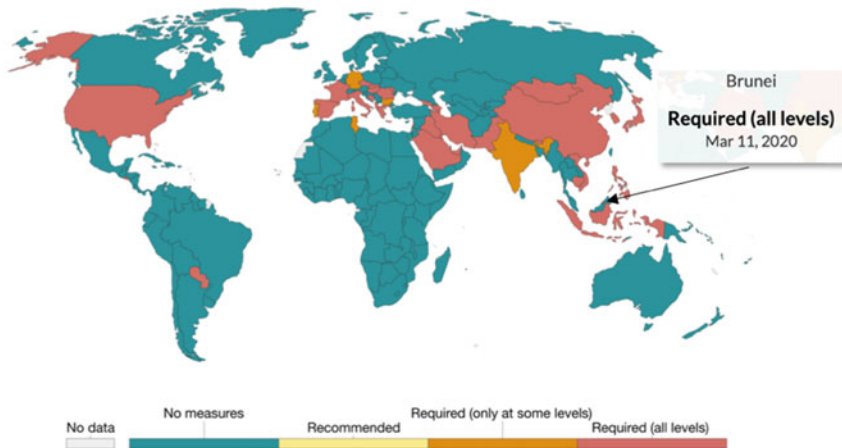 Brunei
Required (all levels)
Mar 11, 2020
No data
No measures
Recommended
Required (only at some levels)
Required (all levels)